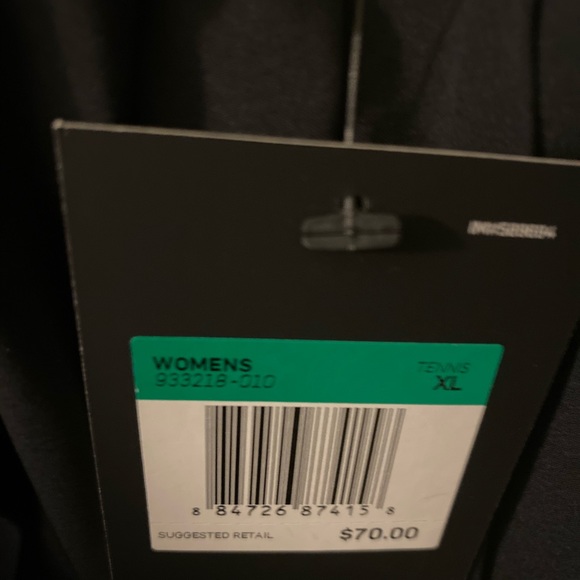 WOMENS TENNIS
933218-010 XL
8 84726 87415 8
SUGGESTED RETAIL $70.00